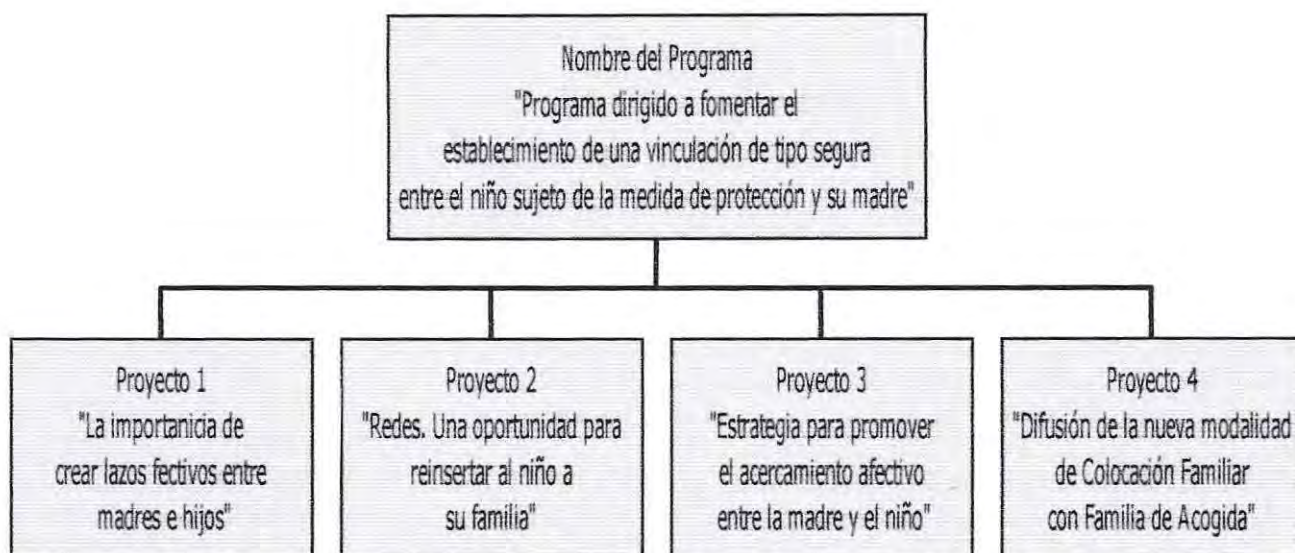 Nombre del Programa
"Programa dirigido a fomentar el
establecimiento de una vinculación de tipo segura
entre el niño sujeto de la medida de protección y su madre"
Proyecto 1
"La importanicia de
crear lazos fectivos entre
madres e hijos"
Proyecto 2
"Redes. Una oportunidad para
reinsertar al niño a
su familia"
Proyecto 3
"Estrategia para promover
el acercamiento afectivo
entre la madre y el niño"
Proyecto 4
"Difusión de la nueva modalidad
de Colocación Familiar
con Familia de Acogida"